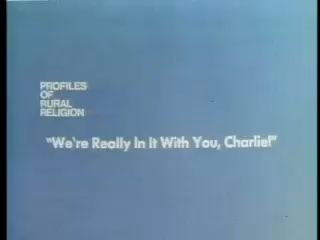 PROFILES
OF
RURAL
RELIGION
"We're Really In It With You, Charlie!"